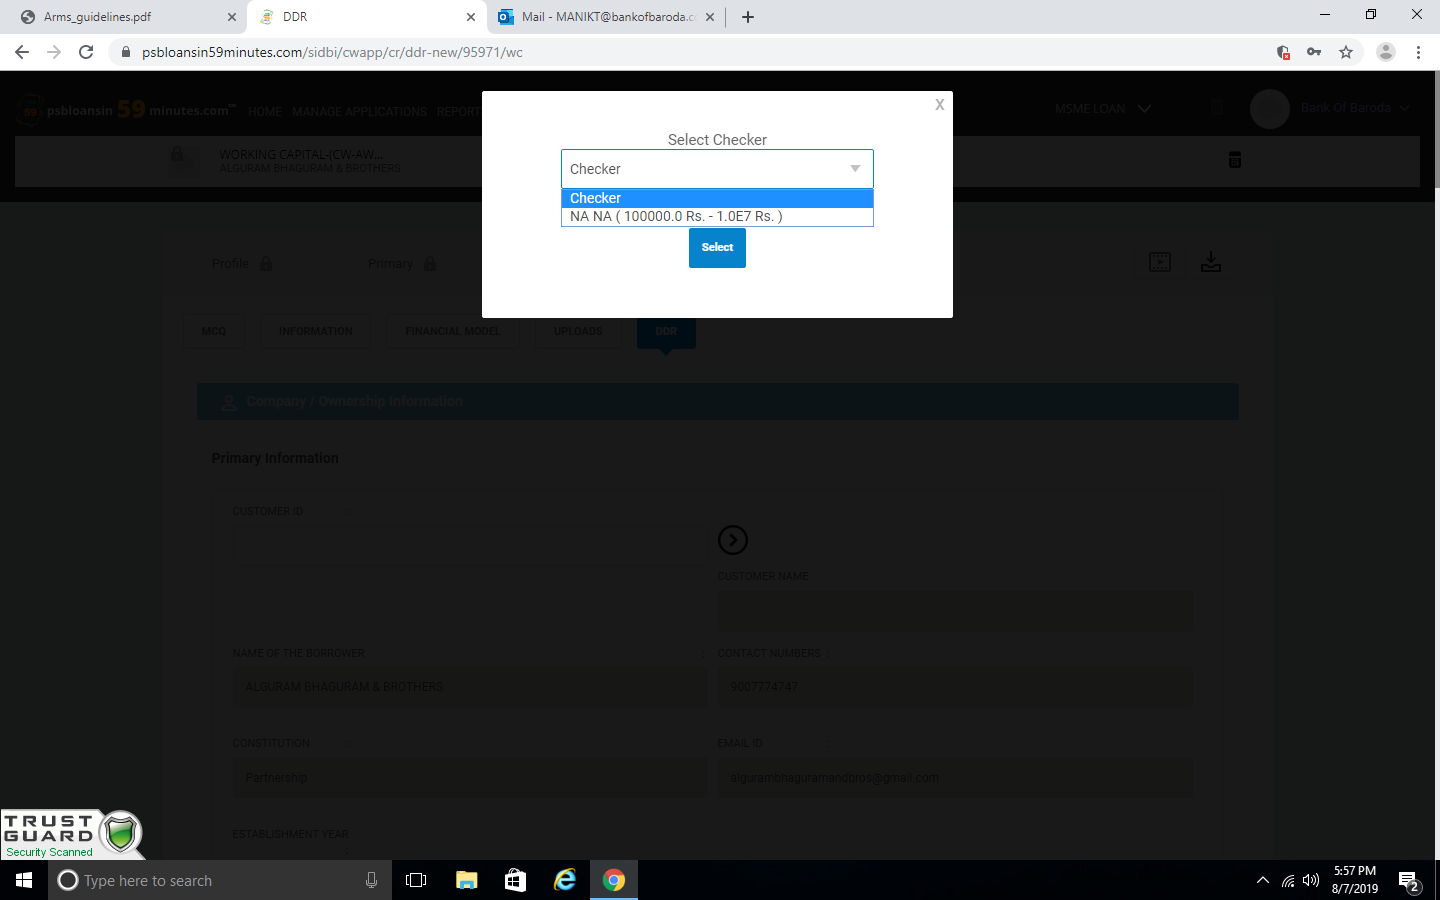 Arms_guidelines.pdf
DDR
Mail - MANIKT@bankofbaroda.c
psbloansin59minutes.com/sidbi/cwapp/cr/ddr-new/95971/wc
psbloansin 59 minutes.com™
HOME MANAGE APPLICATIONS REPORT
MSME LOAN
Bank Of Baroda
WORKING CAPITAL-(CW-AW...
ALGURAM BHAGURAM & BROTHERS
X
Select Checker
Checker
Checker
NA NA ( 100000.0 Rs. - 1.0E7 Rs. )
Select
Profile
Primary
MCQ
INFORMATION
FINANCIAL MODEL
UPLOADS
DDR
Company / Ownership Information
Primary Information
CUSTOMER ID
CUSTOMER NAME
NAME OF THE BORROWER
CONTACT NUMBERS :
ALGURAM BHAGURAM & BROTHERS
9007774747
CONSTITUTION
EMAIL ID
Partnership
algurambhaguramandbros@gmail.com
ESTABLISHMENT YEAR
TRUST
GUARD
Security Scanned
Type here to search
5:57 PM
8/7/2019
2